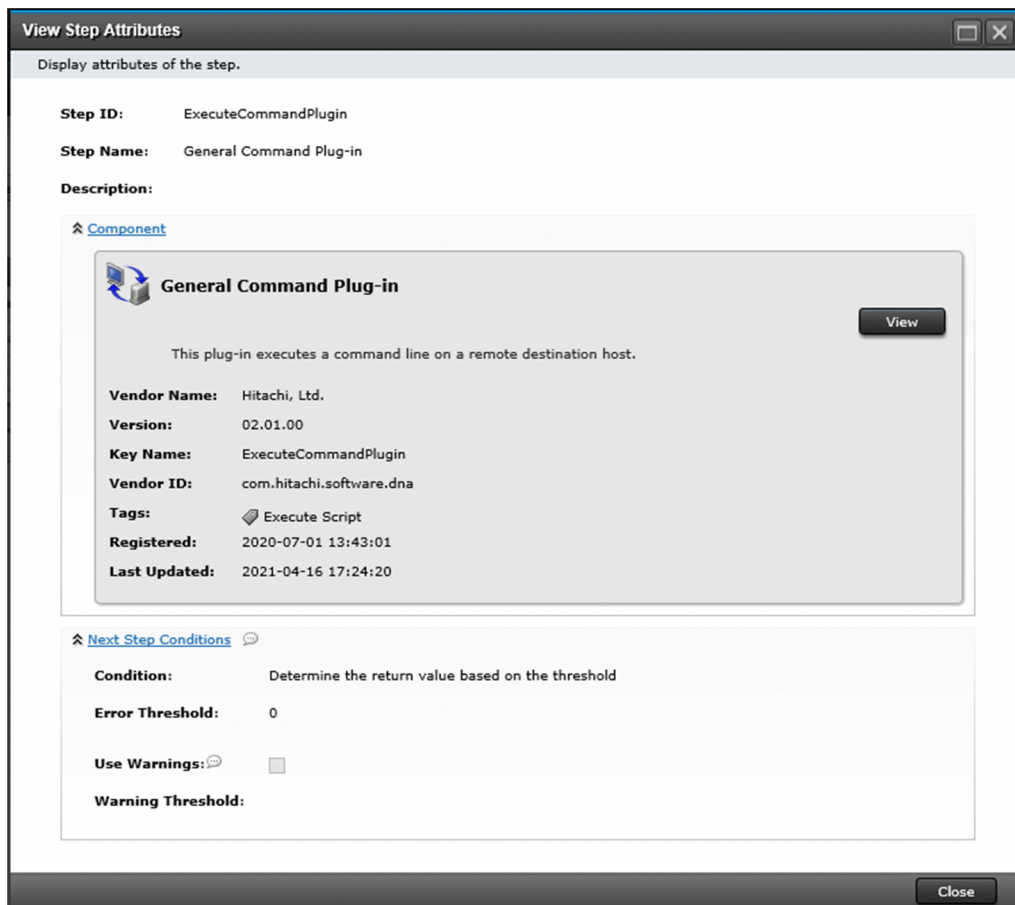 View Step Attributes
Display attributes of the step.
Step ID: ExecuteCommandPlugin
Step Name: General Command Plug-in
Description:
Component
General Command Plug-in
View
This plug-in executes a command line on a remote destination host.
Vendor Name: Hitachi, Ltd.
Version: 02.01.00
Key Name: ExecuteCommandPlugin
Vendor ID: com.hitachi.software.dna
Tags: Execute Script
Registered: 2020-07-01 13:43:01
Last Updated: 2021-04-16 17:24:20
Next Step Conditions
Condition: Determine the return value based on the threshold
Error Threshold: 0
Use Warnings:
Warning Threshold:
Close